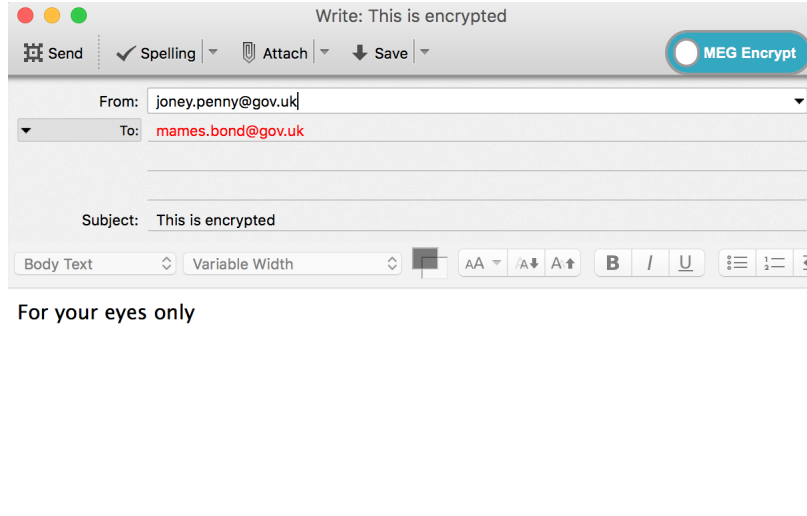 Write: This is encrypted
Send Spelling Attach Save MEG Encrypt
From: joney.penny@gov.uk
To: mames.bond@gov.uk
Subject: This is encrypted
Body Text Variable Width AA A A B I U
For your eyes only